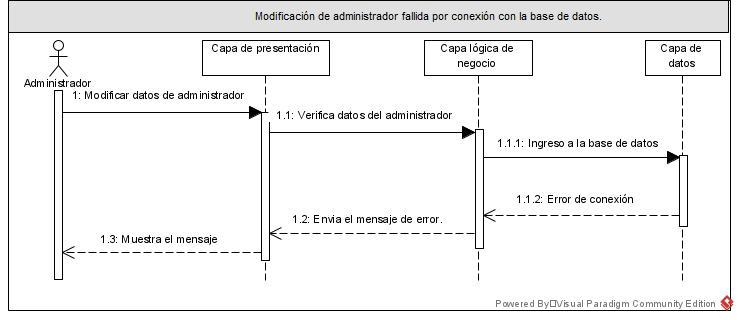 Modificación de administrador fallida por conexión con la base de datos.
Capa de presentación
Capa lógica de
negocio
Capa de
datos
Administrador
1: Modificar datos de administrador
1.1: Verifica datos del administrador
1.1.1: Ingreso a la base de datos
1.1.2: Error de conexión
1.2: Envia el mensaje de error.
1.3: Muestra el mensaje
Powered By□Visual Paradigm Community Edition